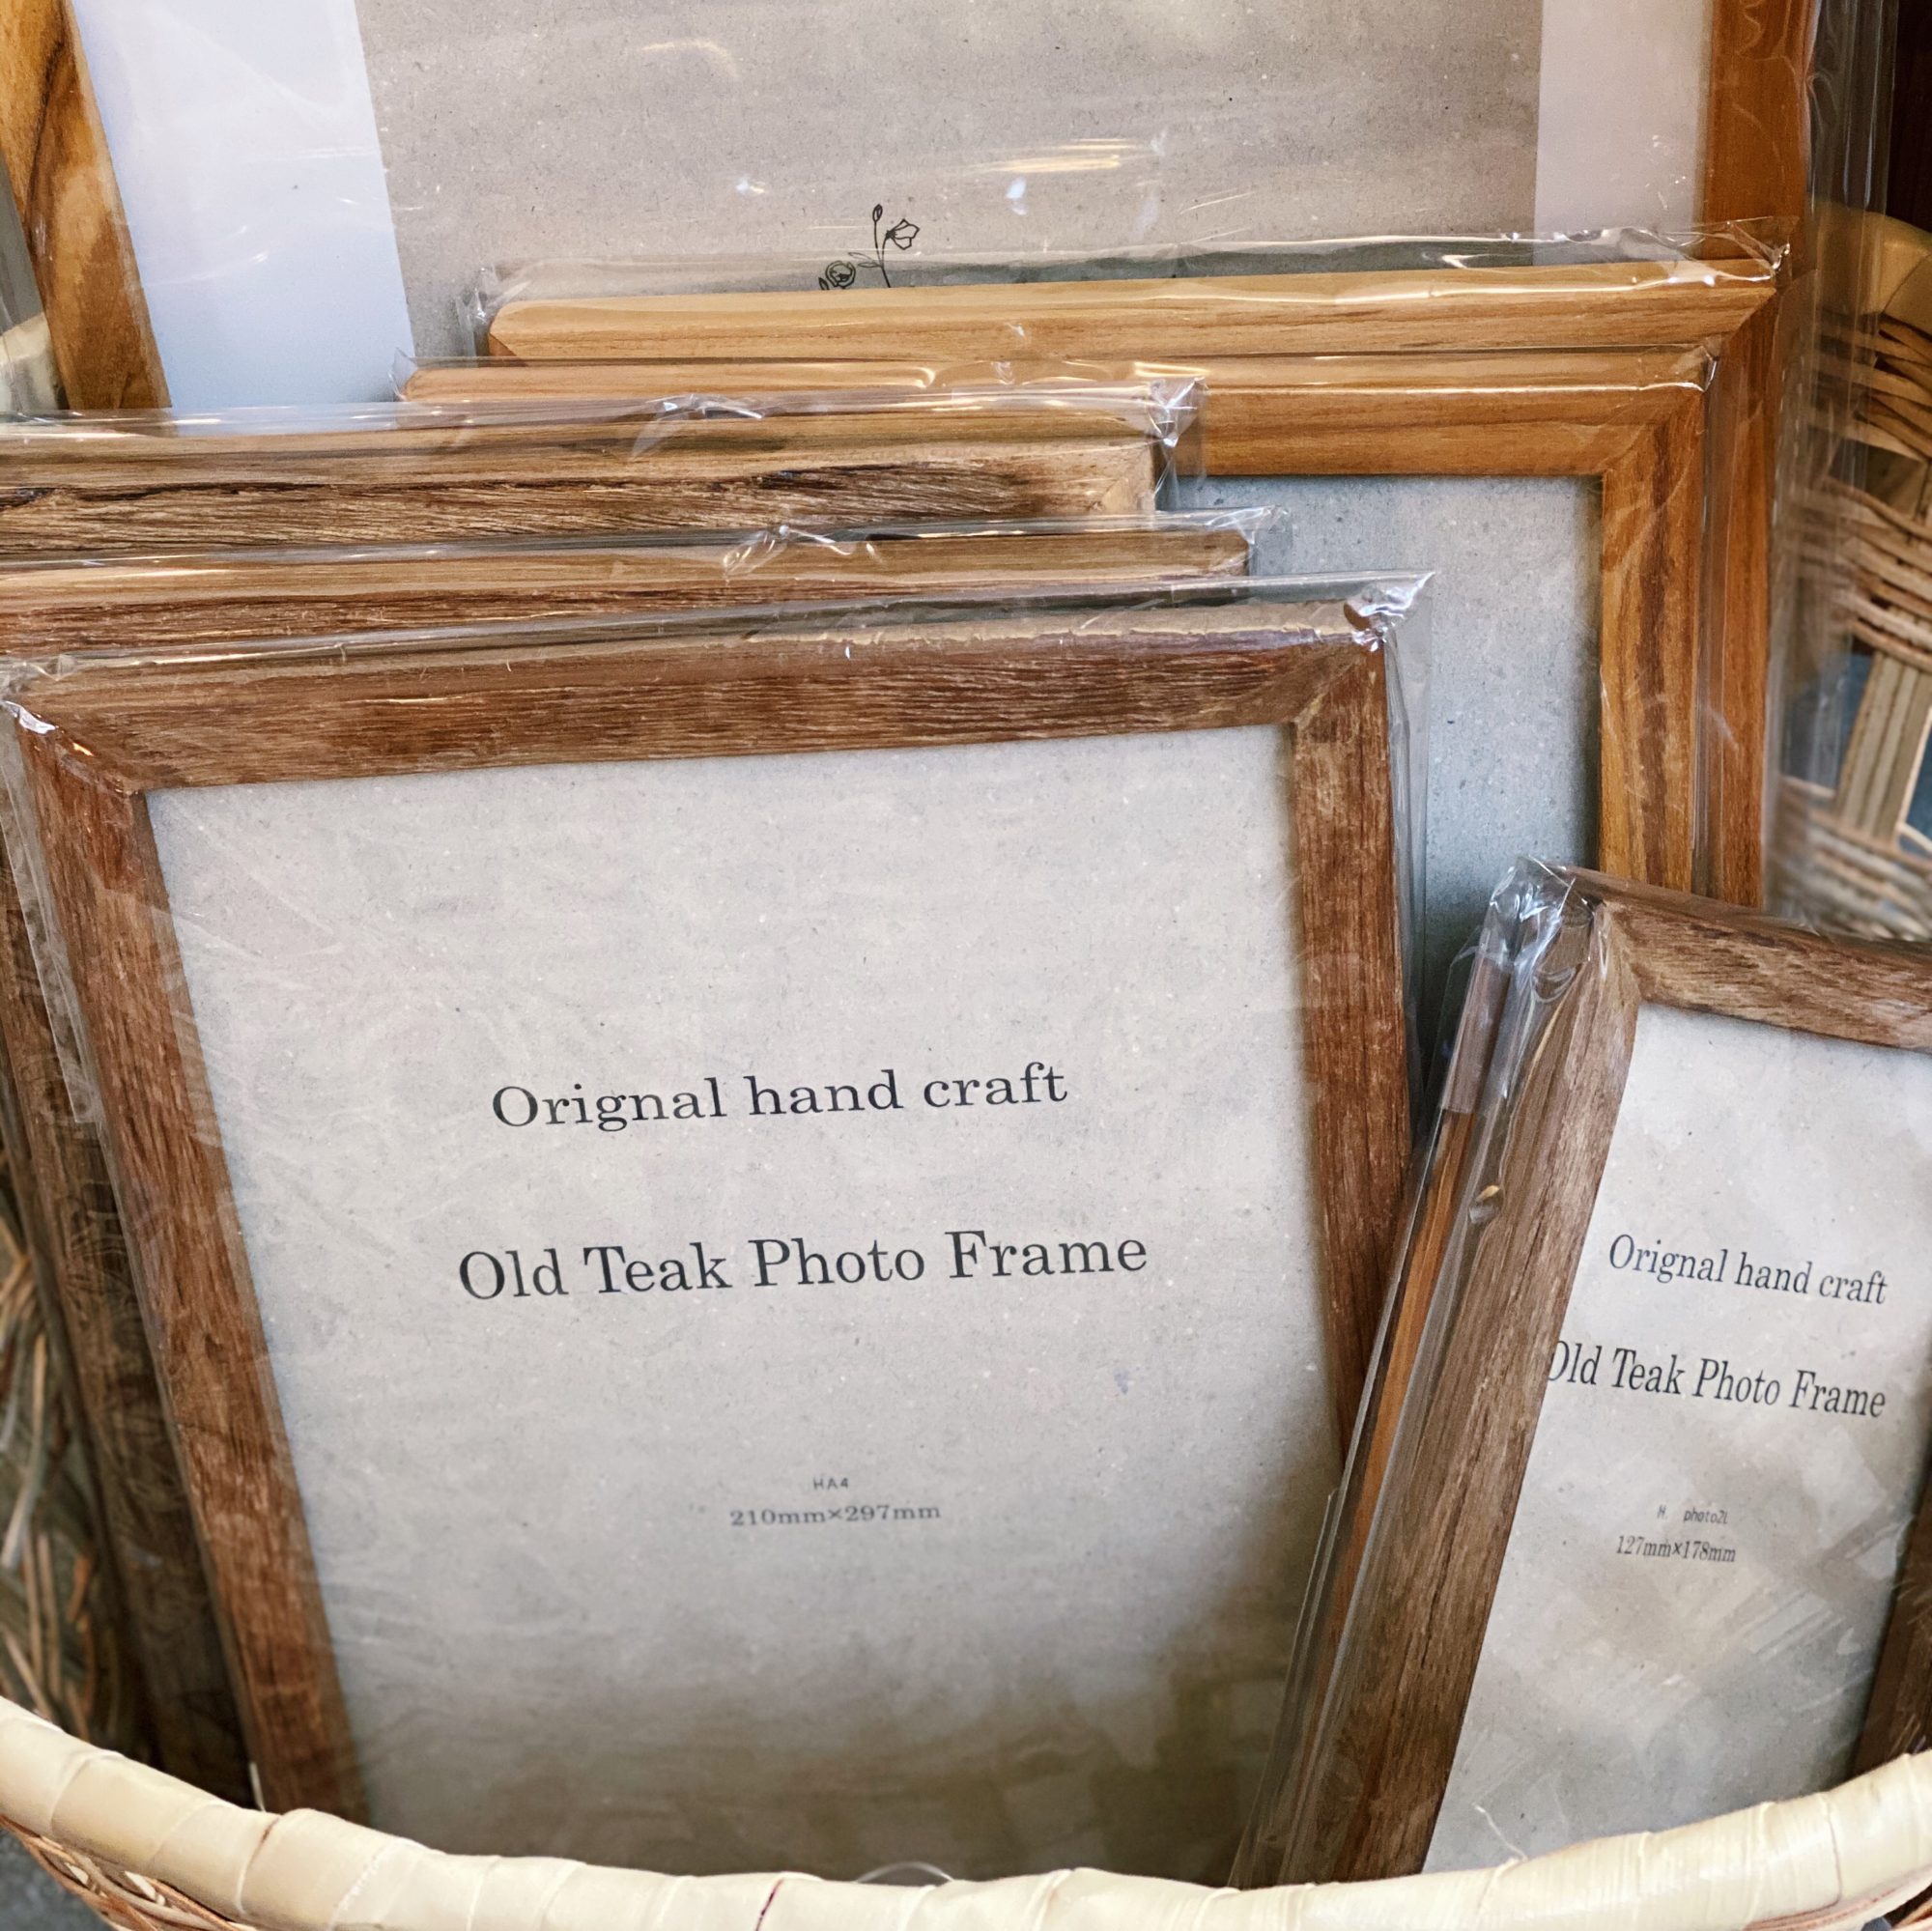 Orignal hand craft
Old Teak Photo Frame
HA4
210mm×297mm
Orignal hand craft
Old Teak Photo Frame
H photo2L
127mm×178mm